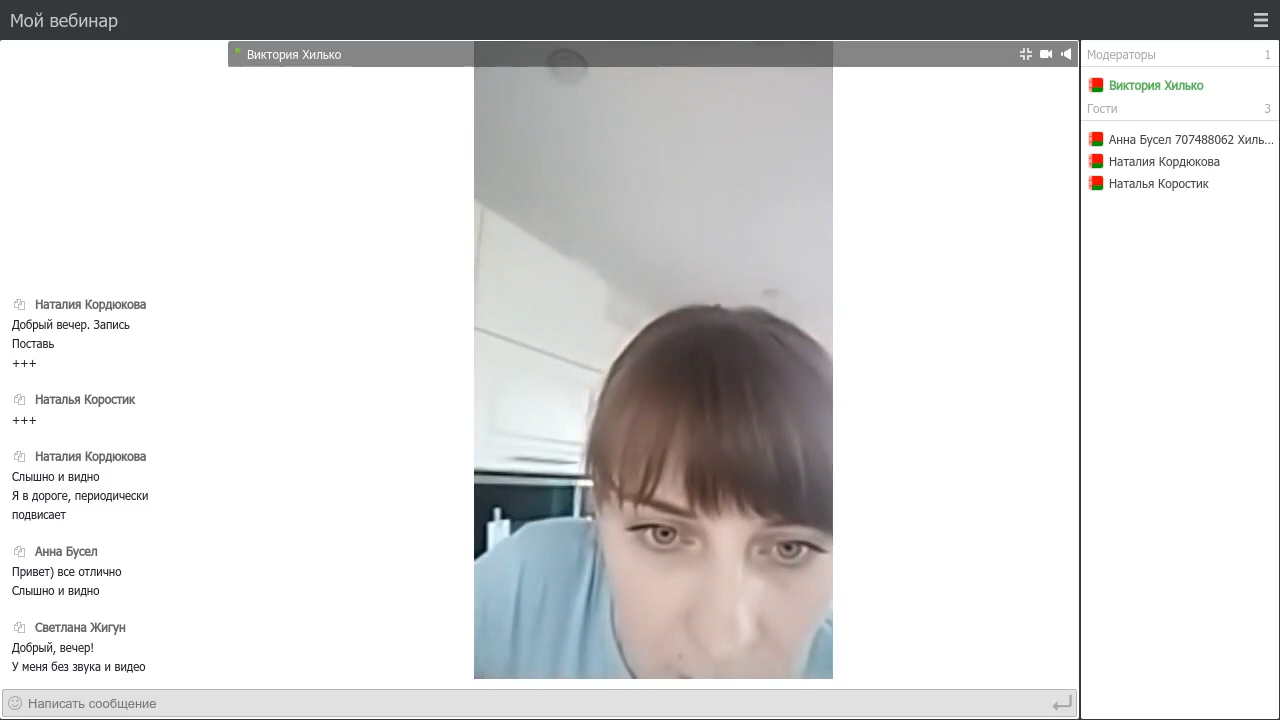 Мой вебинар
Виктория Хилько
Наталия Кордюкова
Добрый вечер. Запись
Поставь
+++
Наталья Коростик
+++
Наталия Кордюкова
Слышно и видно
Я в дороге, периодически
подвисает
Анна Бусел
Привет) все отлично
Слышно и видно
Светлана Жигун
Добрый, вечер!
У меня без звука и видео
Написать сообщение
Модераторы 1
Виктория Хилько
Гости 3
Анна Бусел 707488062 Хиль...
Наталия Кордюкова
Наталья Коростик